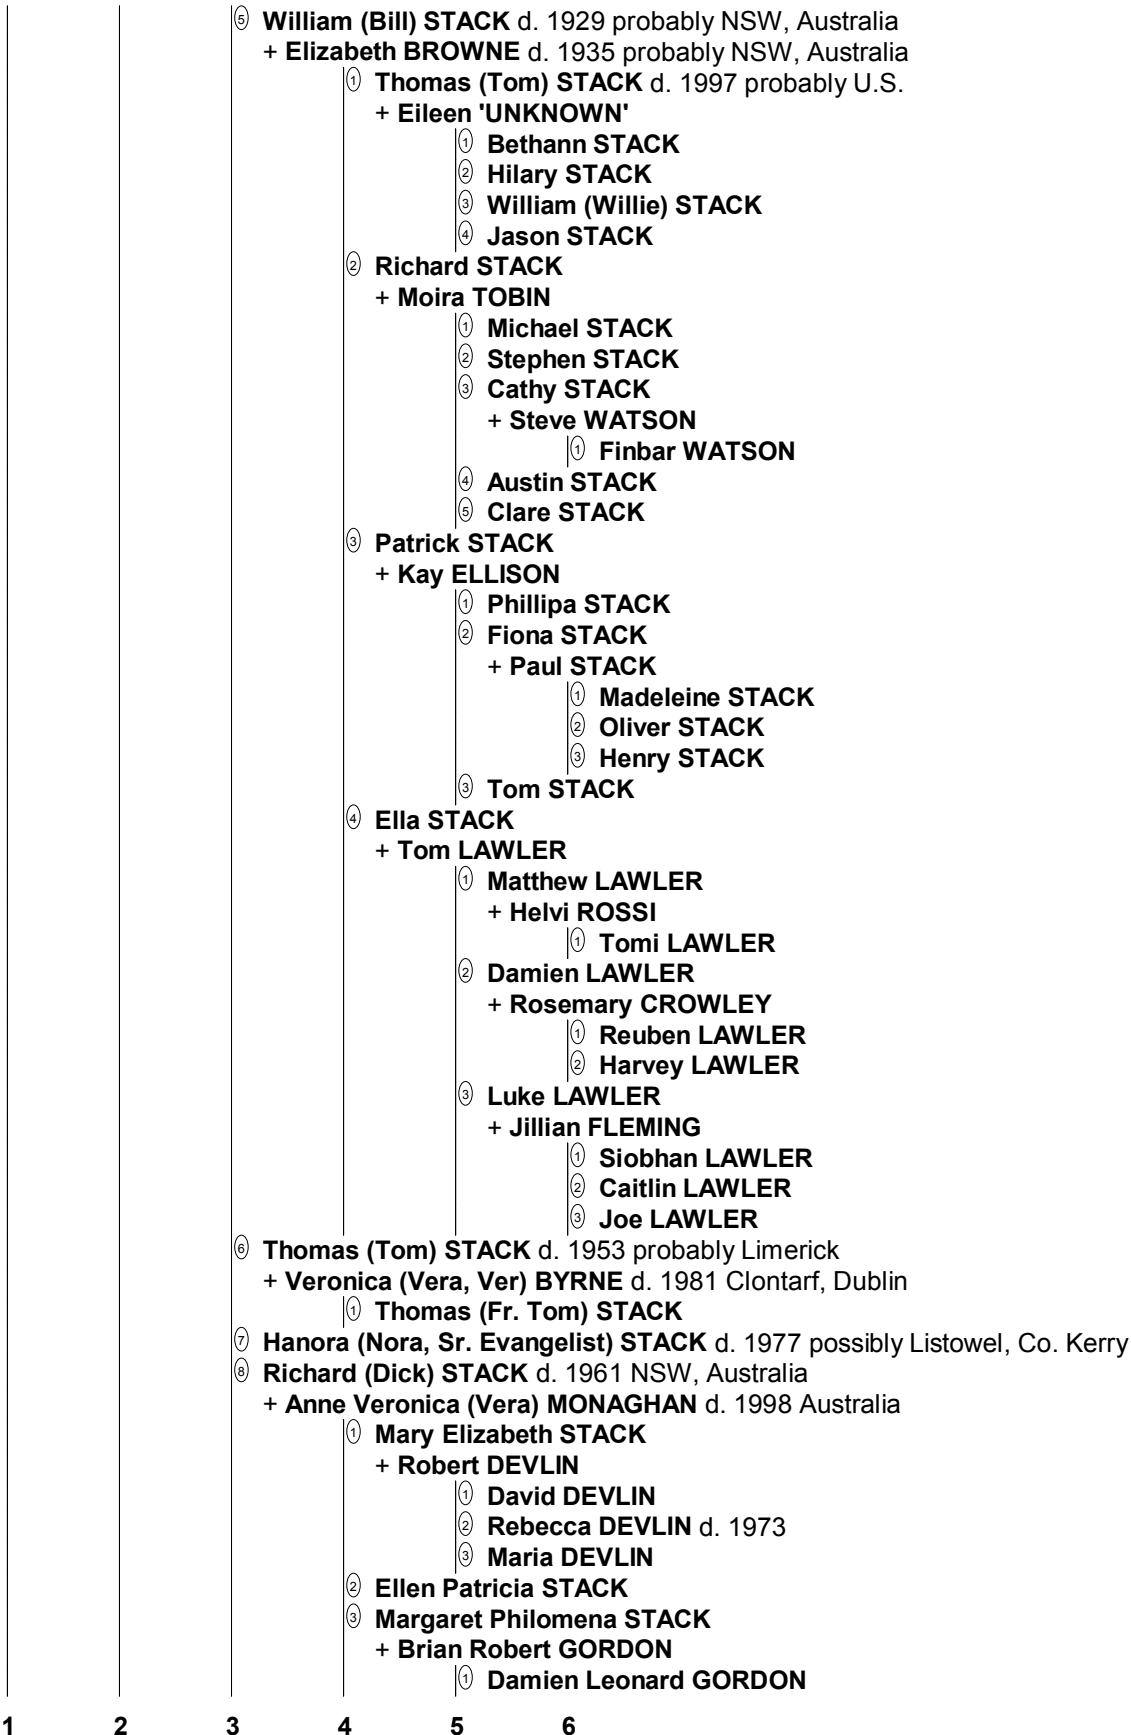 5 William (Bill) STACK d. 1929 probably NSW, Australia
+ Elizabeth BROWNE d. 1935 probably NSW, Australia
1 Thomas (Tom) STACK d. 1997 probably U.S.
+ Eileen 'UNKNOWN'
1 Bethann STACK
2 Hilary STACK
3 William (Willie) STACK
4 Jason STACK
2 Richard STACK
+ Moira TOBIN
1 Michael STACK
2 Stephen STACK
3 Cathy STACK
+ Steve WATSON
1 Finbar WATSON
4 Austin STACK
5 Clare STACK
3 Patrick STACK
+ Kay ELLISON
1 Phillipa STACK
2 Fiona STACK
+ Paul STACK
1 Madeleine STACK
2 Oliver STACK
3 Henry STACK
3 Tom STACK
4 Ella STACK
+ Tom LAWLER
1 Matthew LAWLER
+ Helvi ROSSI
1 Tomi LAWLER
2 Damien LAWLER
+ Rosemary CROWLEY
1 Reuben LAWLER
2 Harvey LAWLER
3 Luke LAWLER
+ Jillian FLEMING
1 Siobhan LAWLER
2 Caitlin LAWLER
3 Joe LAWLER
6 Thomas (Tom) STACK d. 1953 probably Limerick
+ Veronica (Vera, Ver) BYRNE d. 1981 Clontarf, Dublin
1 Thomas (Fr. Tom) STACK
7 Hanora (Nora, Sr. Evangelist) STACK d. 1977 possibly Listowel, Co. Kerry
8 Richard (Dick) STACK d. 1961 NSW, Australia
+ Anne Veronica (Vera) MONAGHAN d. 1998 Australia
1 Mary Elizabeth STACK
+ Robert DEVLIN
1 David DEVLIN
2 Rebecca DEVLIN d. 1973
3 Maria DEVLIN
2 Ellen Patricia STACK
3 Margaret Philomena STACK
+ Brian Robert GORDON
1 Damien Leonard GORDON
1 2 3 4 5 6